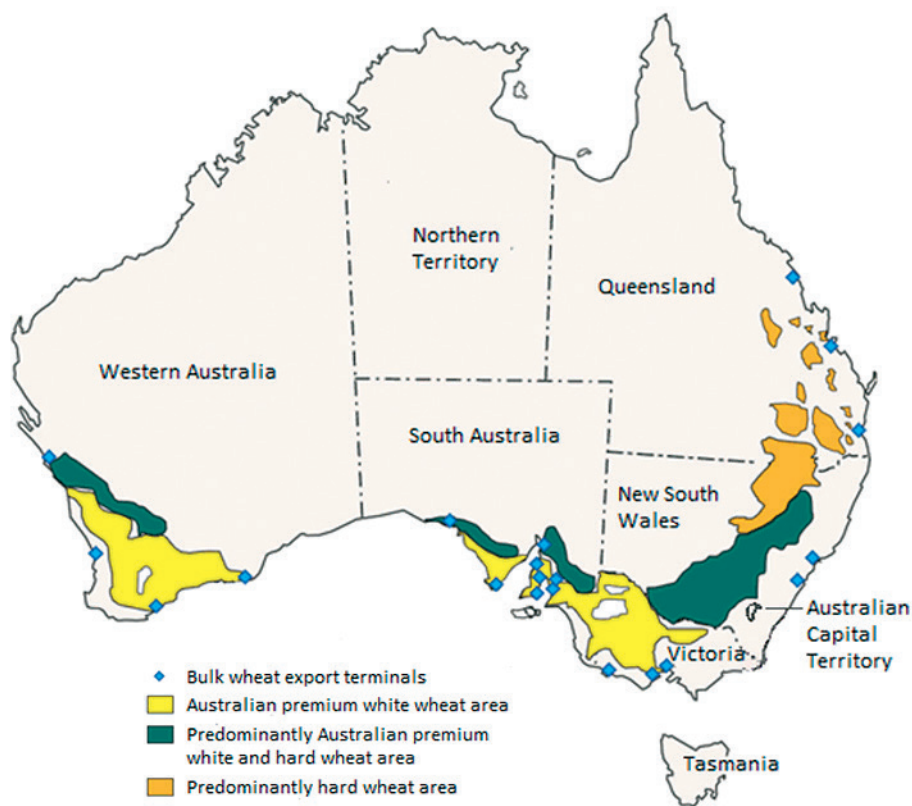 Northern
Territory
Queensland
Western Australia
South Australia
New South
Wales
Australian
Capital
Territory
Victoria
Bulk wheat export terminals
Australian premium white wheat area
Predominantly Australian premium
white and hard wheat area
Predominantly hard wheat area
Tasmania